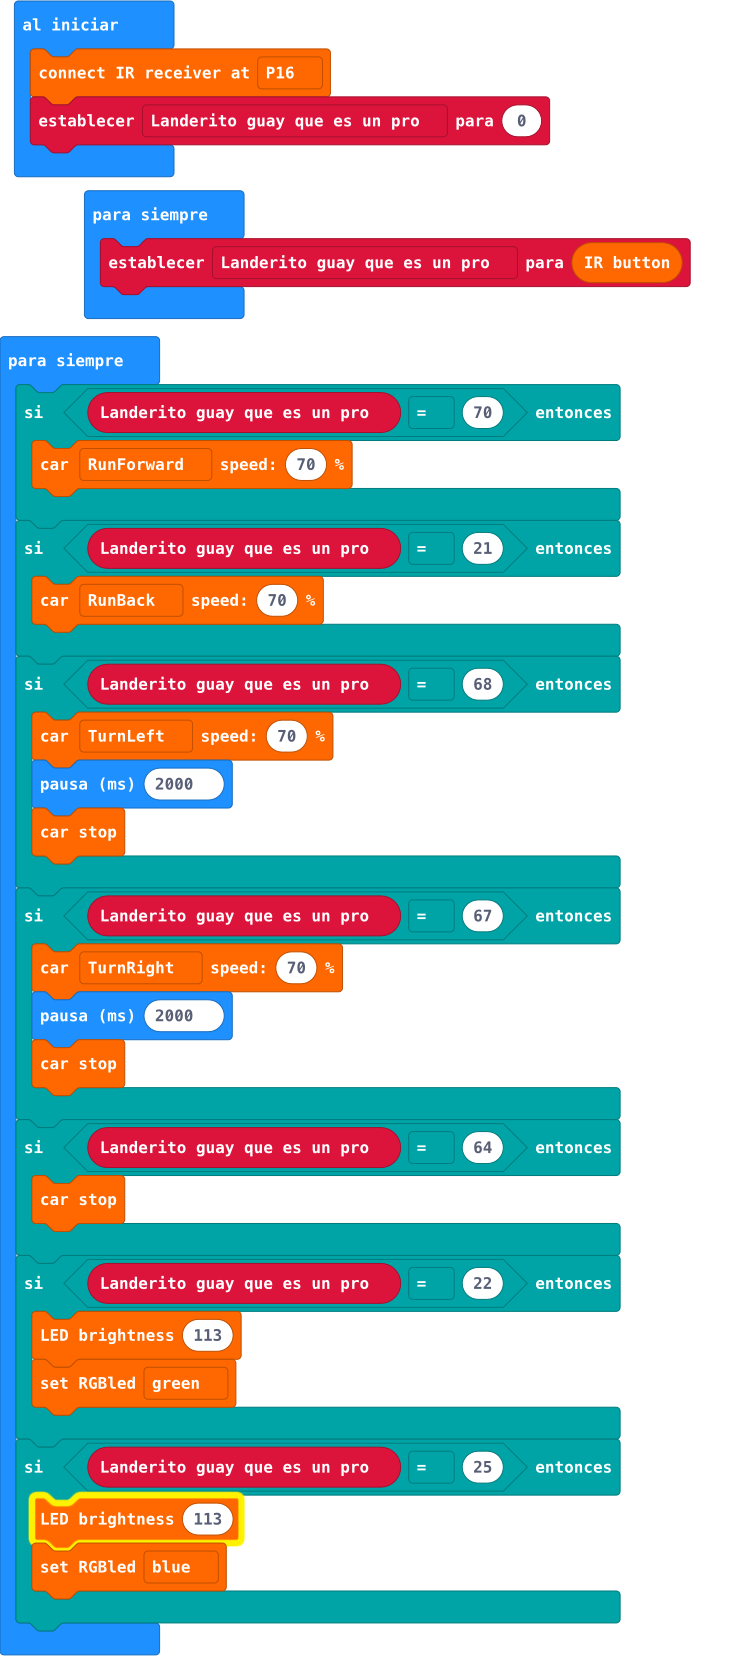 al iniciar
connect IR receiver at P16
establecer Landerito guay que es un pro para 0
para siempre
establecer Landerito guay que es un pro para IR button
para siempre
si Landerito guay que es un pro = 70 entonces
car RunForward speed: 70 %
si Landerito guay que es un pro = 21 entonces
car RunBack speed: 70 %
si Landerito guay que es un pro = 68 entonces
car TurnLeft speed: 70 %
pausa (ms) 2000
car stop
si Landerito guay que es un pro = 67 entonces
car TurnRight speed: 70 %
pausa (ms) 2000
car stop
si Landerito guay que es un pro = 64 entonces
car stop
si Landerito guay que es un pro = 22 entonces
LED brightness 113
set RGBled green
si Landerito guay que es un pro = 25 entonces
LED brightness 113
set RGBled blue